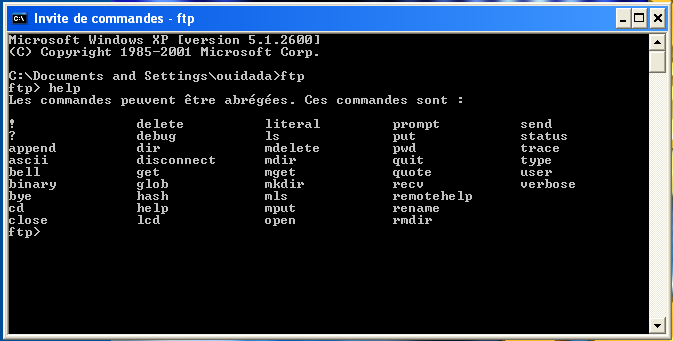 Invite de commandes - ftp
Microsoft Windows XP [version 5.1.2600]
(C) Copyright 1985-2001 Microsoft Corp.
C:\Documents and Settings\ouidada>ftp
ftp> help
Les commandes peuvent être abrégées. Ces commandes sont :
! delete literal prompt send
? debug ls put status
append dir mdelete pwd trace
ascii disconnect mdir quit type
bell get mget quote user
binary glob mkdir recv verbose
bye hash mls remotehelp
cd help mput rename
close lcd open rmdir
ftp>